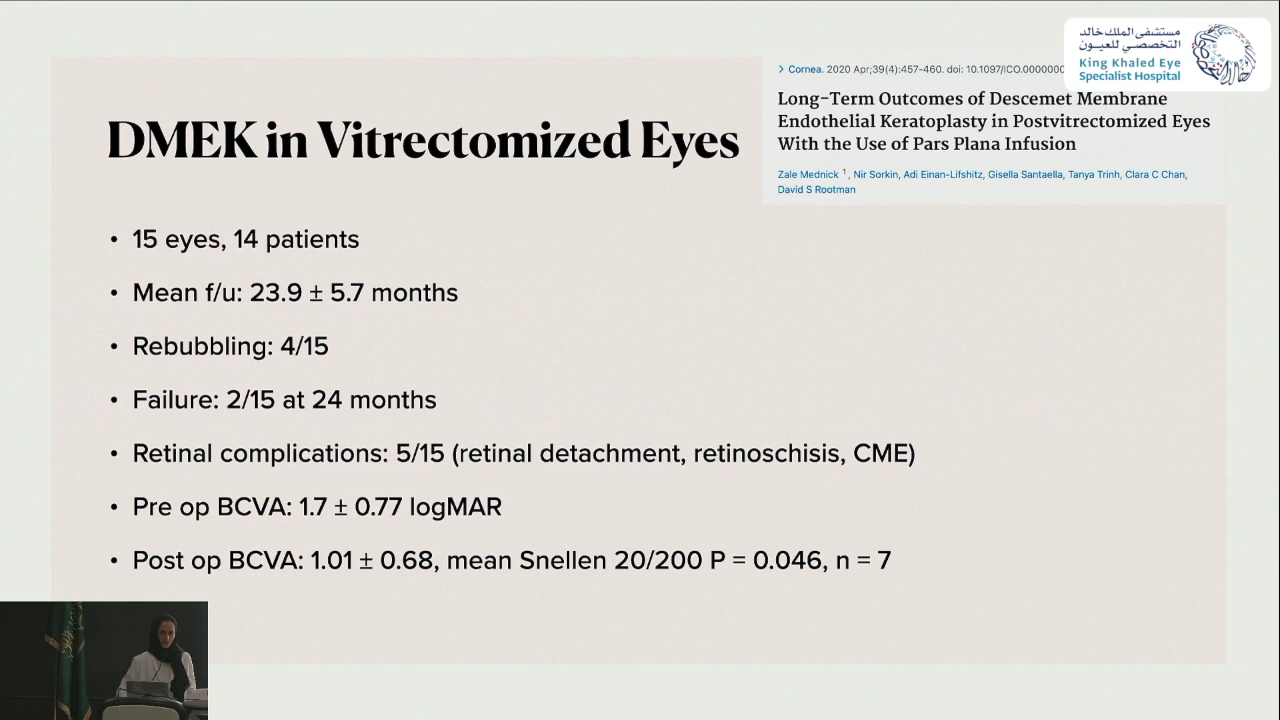 مستشفى الملك خالد
التخصصي للعيون
King Khaled Eye
Specialist Hospital
> Cornea. 2020 Apr;39(4):457-460. doi: 10.1097/ICO.0000000
Long-Term Outcomes of Descemet Membrane
Endothelial Keratoplasty in Postvitrectomized Eyes
With the Use of Pars Plana Infusion
Zale Mednick 1, Nir Sorkin, Adi Einan-Lifshitz, Gisella Santaella, Tanya Trinh, Clara C Chan,
David S Rootman
DMEK in Vitrectomized Eyes
• 15 eyes, 14 patients
• Mean f/u: 23.9 ± 5.7 months
• Rebubbling: 4/15
• Failure: 2/15 at 24 months
• Retinal complications: 5/15 (retinal detachment, retinoschisis, CME)
• Pre op BCVA: 1.7 ± 0.77 logMAR
• Post op BCVA: 1.01 ± 0.68, mean Snellen 20/200 P = 0.046, n = 7